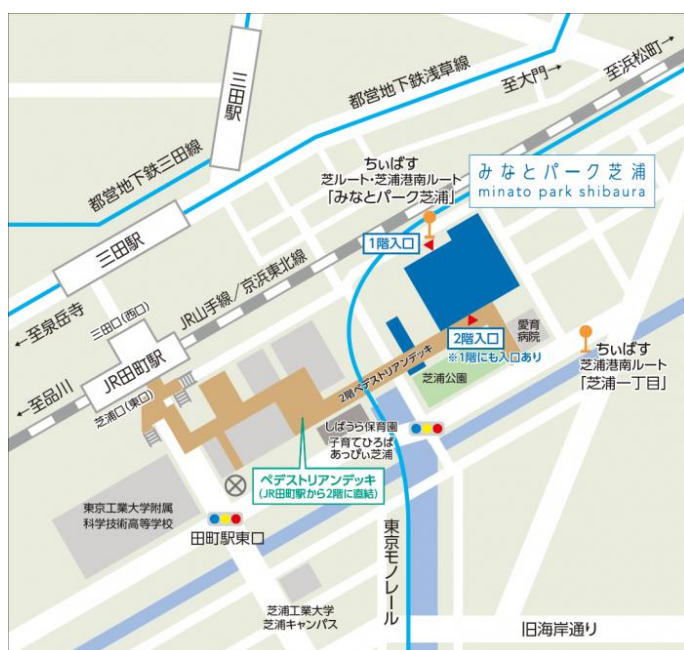 三田駅
都営地下鉄浅草線
至大門→
至浜松町→
都営地下鉄三田線
ちぃばす
芝ルート・芝浦港南ルート
「みなとパーク芝浦」
みなとパーク芝浦
minato park shibaura
三田駅
1階入口
JR山手線／京浜東北線
←至泉岳寺
三田口(西口)
2階入口
※1階にも入口あり
愛育
病院
ちぃばす
芝浦港南ルート
「芝浦一丁目」
JR田町駅
←至品川
芝浦口(東口)
2階ペデストリアンデッキ
芝浦公園
しばうら保育園
子育てひろば
あっぴぃ芝浦
ペデストリアンデッキ
(JR田町駅から2階に直結)
東京工業大学附属
科学技術高等学校
田町駅東口
東京モノレール
芝浦工業大学
芝浦キャンパス
旧海岸通り